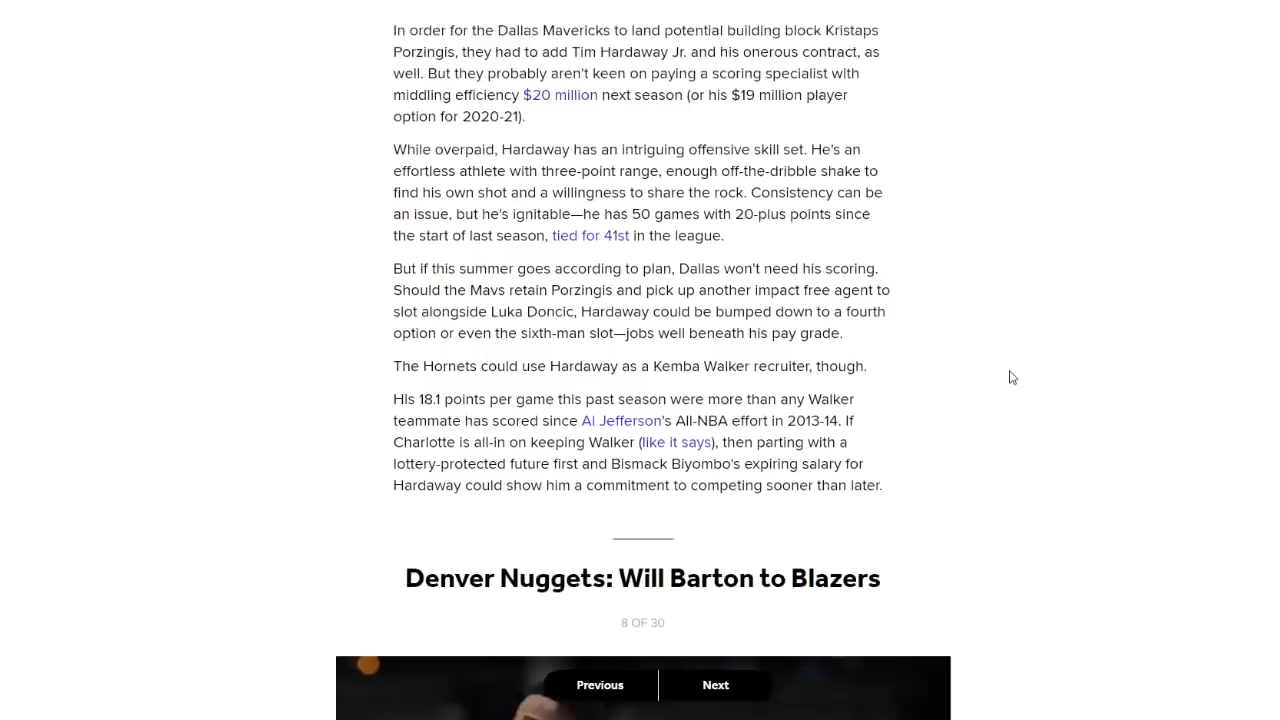 In order for the Dallas Mavericks to land potential building block Kristaps
Porzingis, they had to add Tim Hardaway Jr. and his onerous contract, as
well. But they probably aren't keen on paying a scoring specialist with
middling efficiency $20 million next season (or his $19 million player
option for 2020-21).
While overpaid, Hardaway has an intriguing offensive skill set. He's an
effortless athlete with three-point range, enough off-the-dribble shake to
find his own shot and a willingness to share the rock. Consistency can be
an issue, but he's ignitable—he has 50 games with 20-plus points since
the start of last season, tied for 41st in the league.
But if this summer goes according to plan, Dallas won't need his scoring.
Should the Mavs retain Porzingis and pick up another impact free agent to
slot alongside Luka Doncic, Hardaway could be bumped down to a fourth
option or even the sixth-man slot—jobs well beneath his pay grade.
The Hornets could use Hardaway as a Kemba Walker recruiter, though.
His 18.1 points per game this past season were more than any Walker
teammate has scored since Al Jefferson's All-NBA effort in 2013-14. If
Charlotte is all-in on keeping Walker (like it says), then parting with a
lottery-protected future first and Bismack Biyombo's expiring salary for
Hardaway could show him a commitment to competing sooner than later.
Denver Nuggets: Will Barton to Blazers
8 OF 30
Previous Next